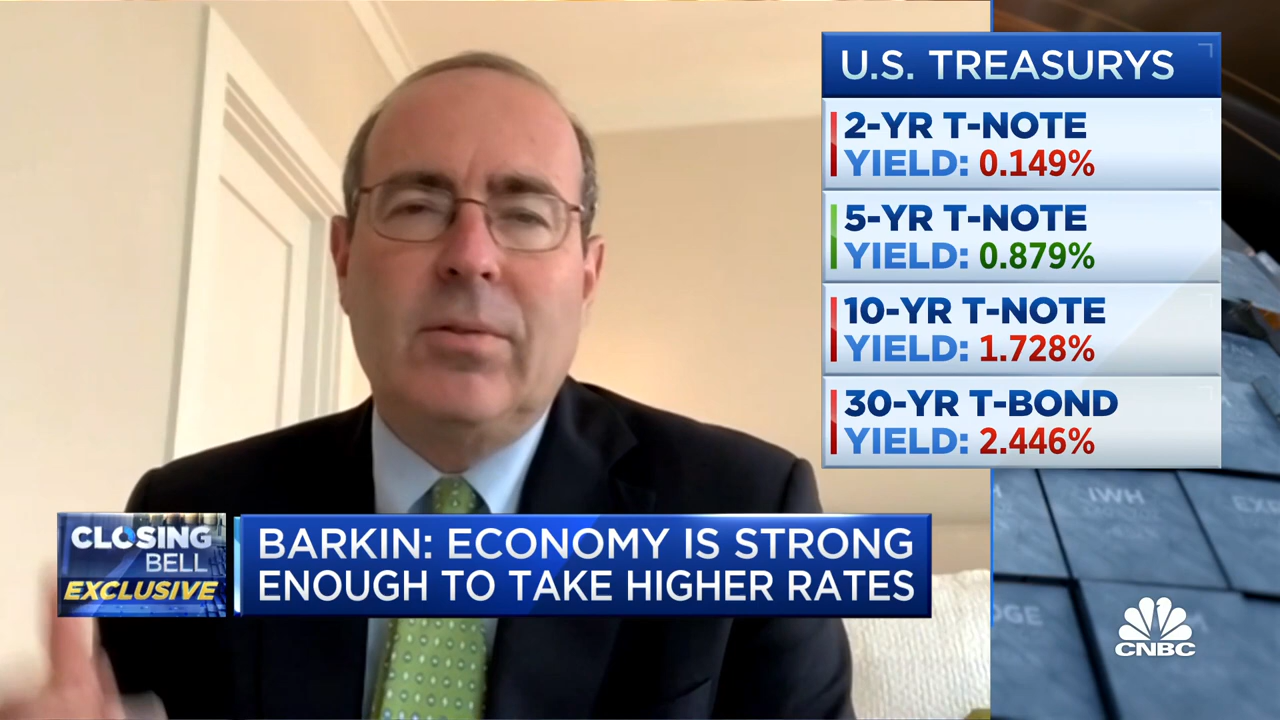 U.S. TREASURYS
2-YR T-NOTE
YIELD: 0.149%
5-YR T-NOTE
YIELD: 0.879%
10-YR T-NOTE
YIELD: 1.728%
30-YR T-BOND
YIELD: 2.446%
CLOSING
BELL
EXCLUSIVE
BARKIN: ECONOMY IS STRONG
ENOUGH TO TAKE HIGHER RATES
IWH
CNBC